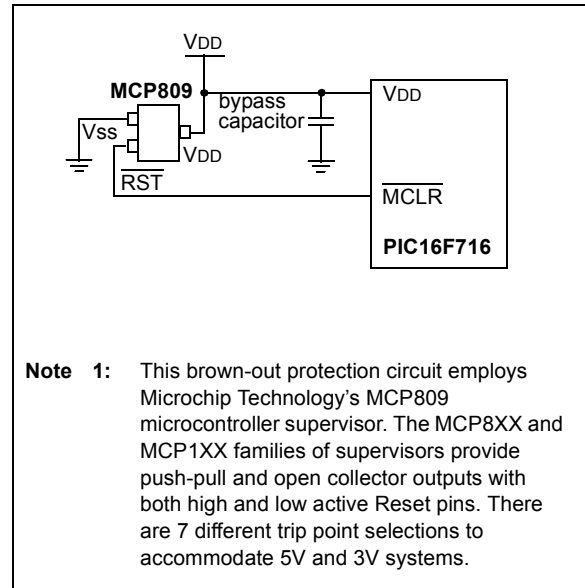 VDD
MCP809
bypass
capacitor
VDD
Vss
VDD
RST
MCLR
PIC16F716
Note 1: This brown-out protection circuit employs
Microchip Technology's MCP809
microcontroller supervisor. The MCP8XX and
MCP1XX families of supervisors provide
push-pull and open collector outputs with
both high and low active Reset pins. There
are 7 different trip point selections to
accommodate 5V and 3V systems.